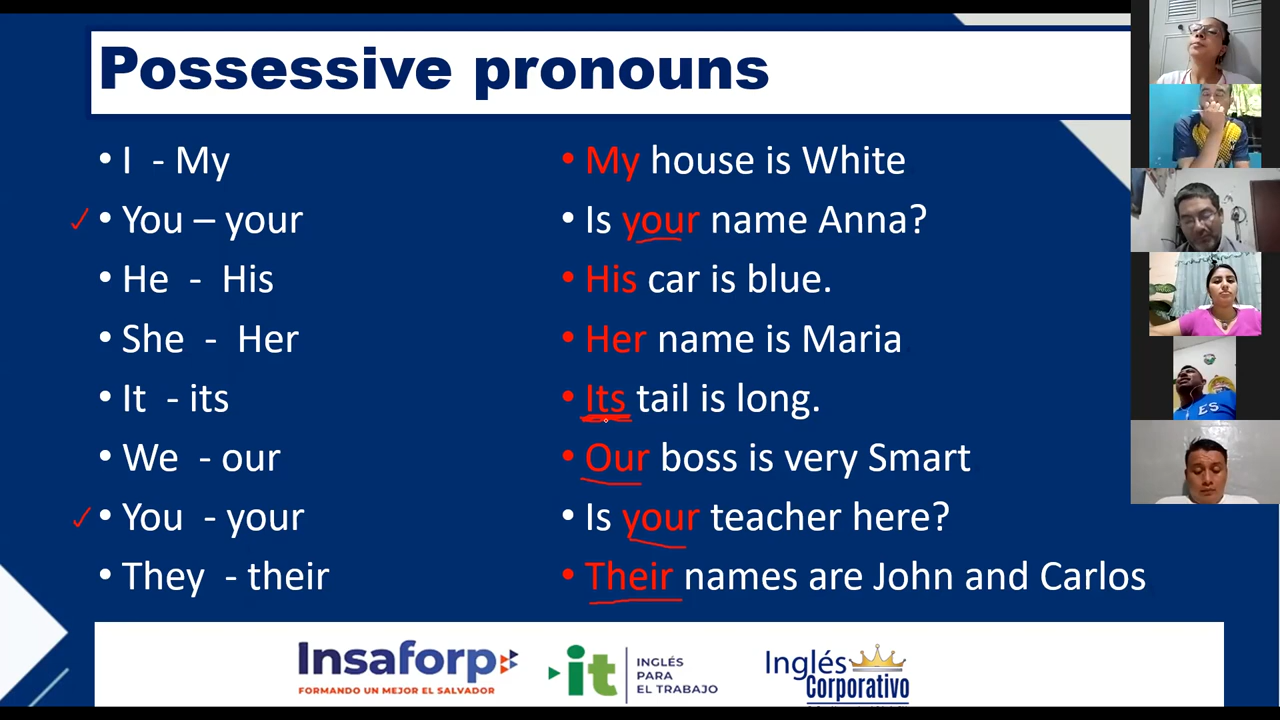 Possessive pronouns
• I - My
• You – your
• He - His
• She - Her
• It - its
• We - our
• You - your
• They - their
• My house is White
• Is your name Anna?
• His car is blue.
• Her name is Maria
• Its tail is long.
• Our boss is very Smart
• Is your teacher here?
• Their names are John and Carlos
Insaforp
FORMANDO UN MEJOR EL SALVADOR
it
INGLÉS
PARA
EL TRABAJO
Inglés
Corporativo
ES